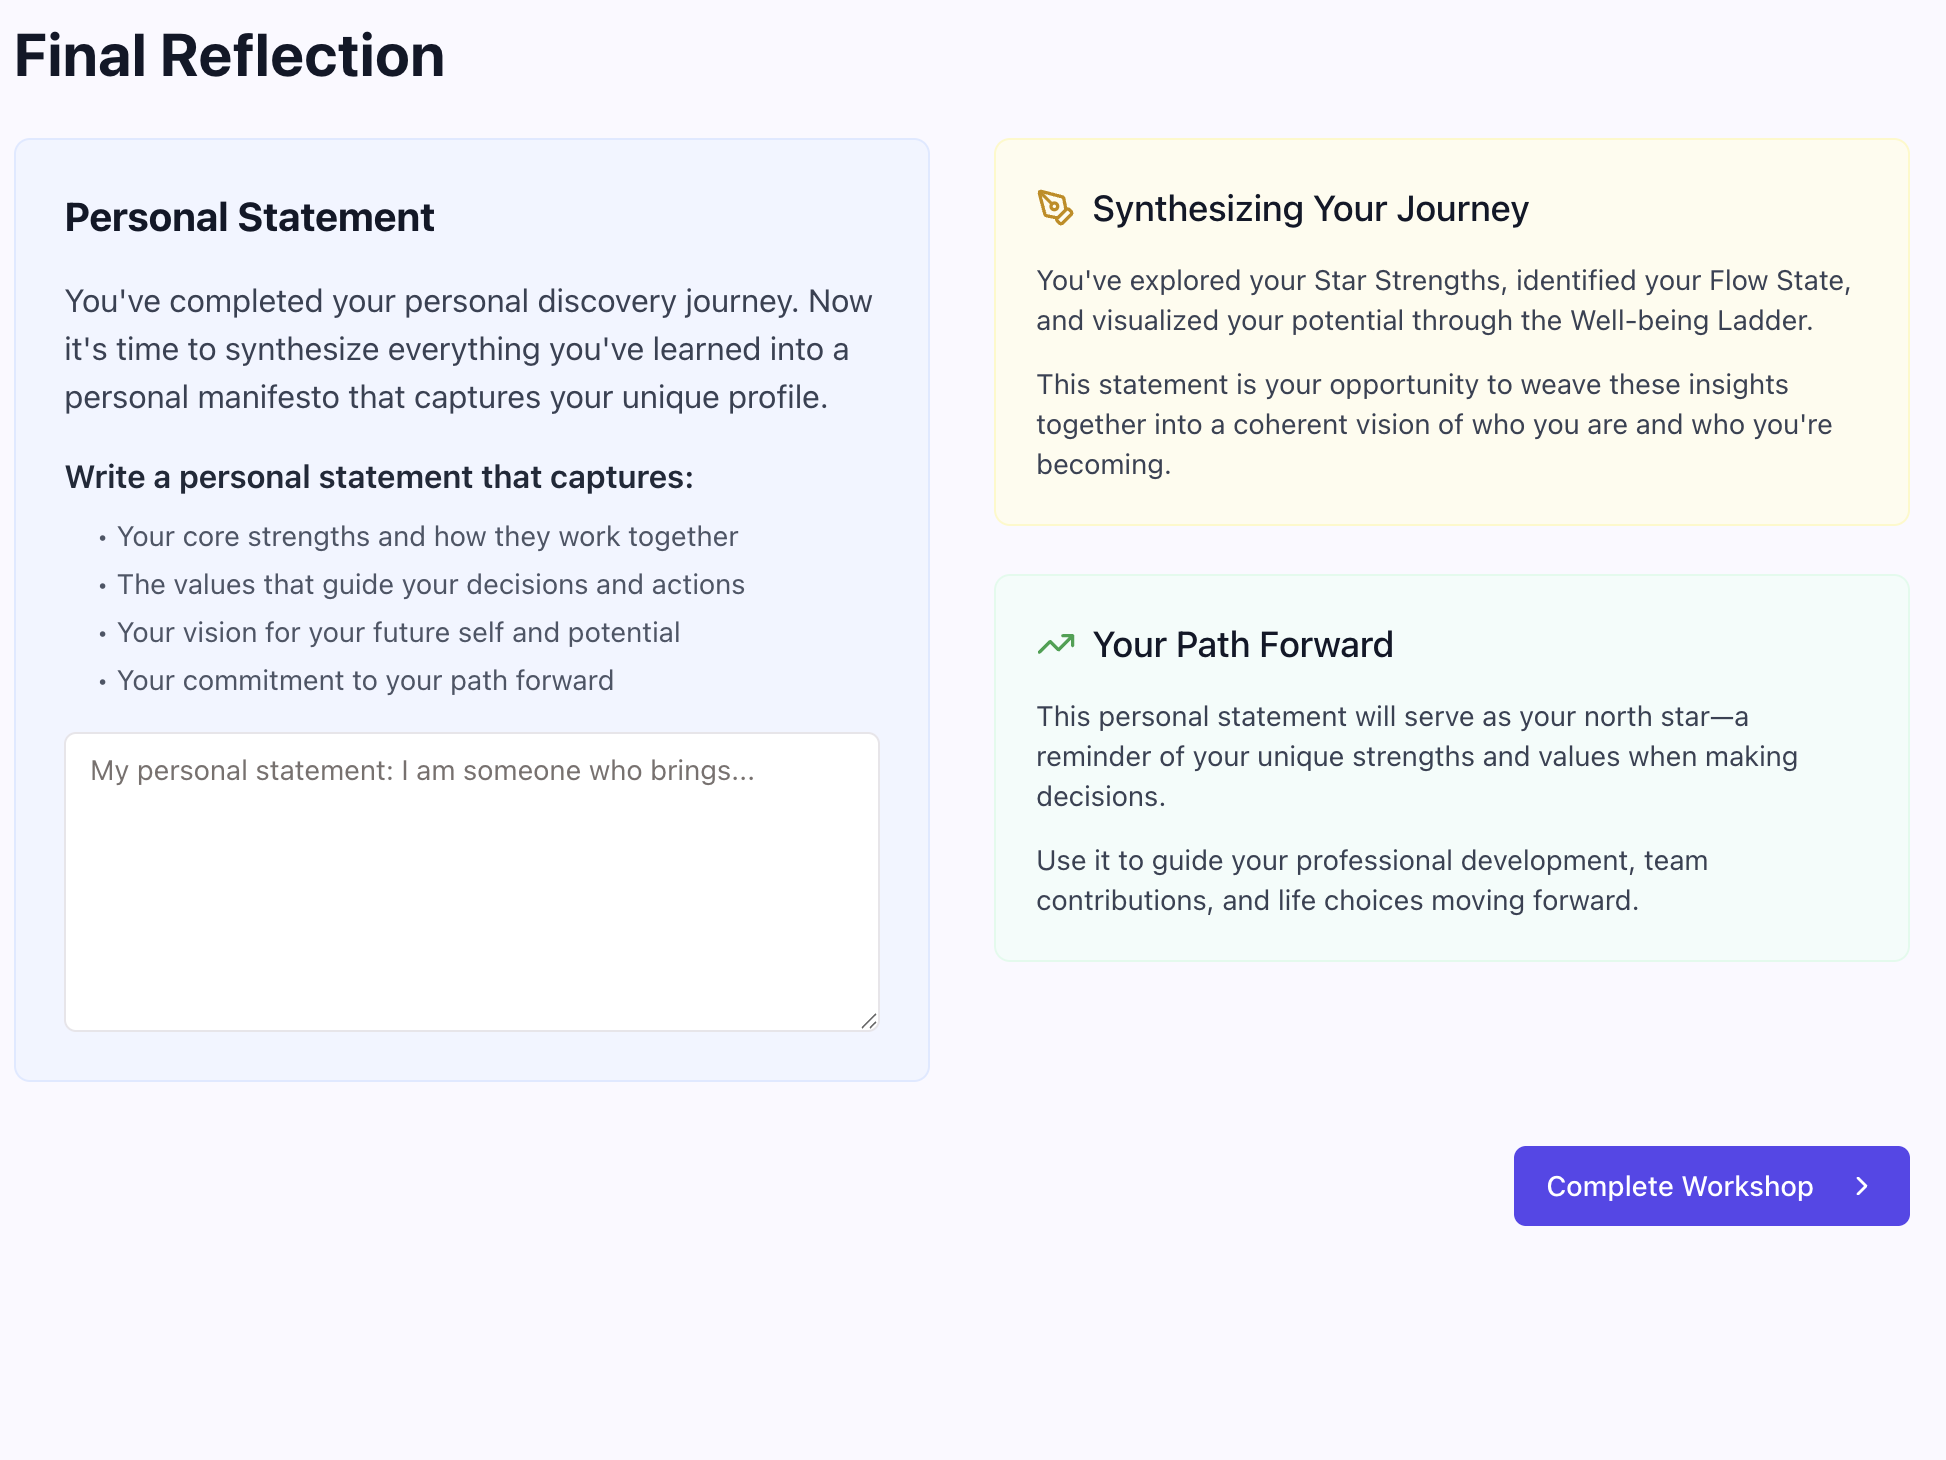 Final Reflection
Personal Statement
You've completed your personal discovery journey. Now
it's time to synthesize everything you've learned into a
personal manifesto that captures your unique profile.
Write a personal statement that captures:
• Your core strengths and how they work together
• The values that guide your decisions and actions
• Your vision for your future self and potential
• Your commitment to your path forward
My personal statement: I am someone who brings...
Synthesizing Your Journey
You've explored your Star Strengths, identified your Flow State,
and visualized your potential through the Well-being Ladder.
This statement is your opportunity to weave these insights
together into a coherent vision of who you are and who you're
becoming.
Your Path Forward
This personal statement will serve as your north star—a
reminder of your unique strengths and values when making
decisions.
Use it to guide your professional development, team
contributions, and life choices moving forward.
Complete Workshop